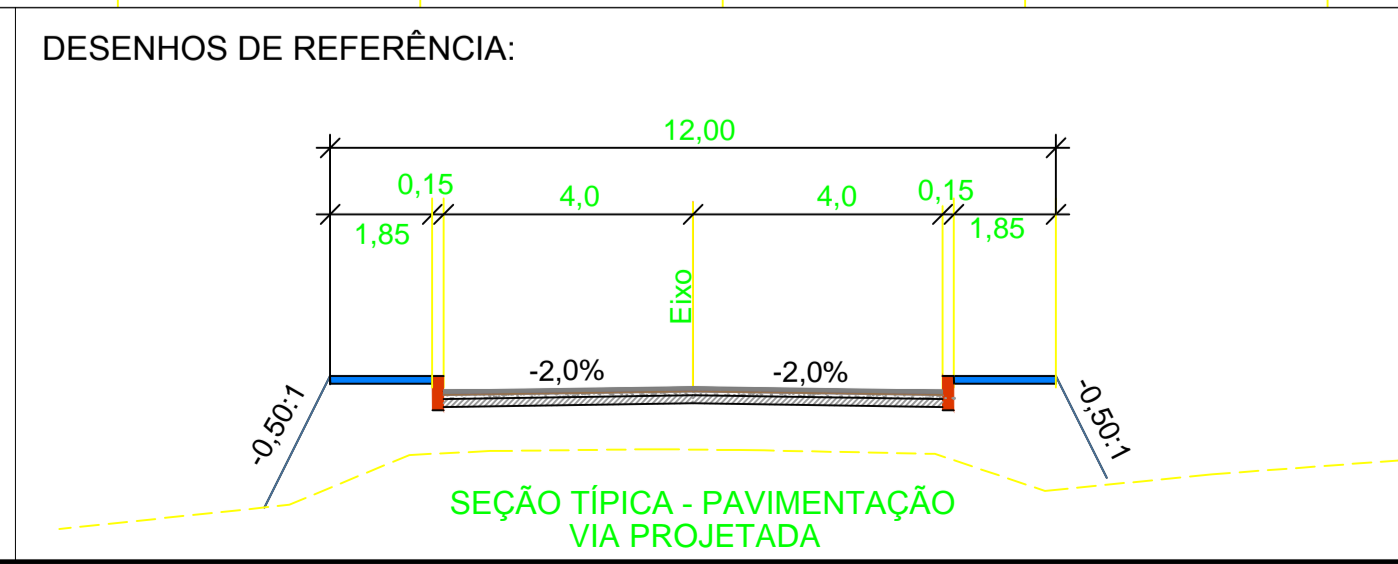 DESENHOS DE REFERÊNCIA:
12,00
0,15
4,0
4,0
0,15
1,85
1,85
Eixo
-2,0%
-2,0%
-0,50:1
-0,50:1
SEÇÃO TÍPICA - PAVIMENTAÇÃO
VIA PROJETADA